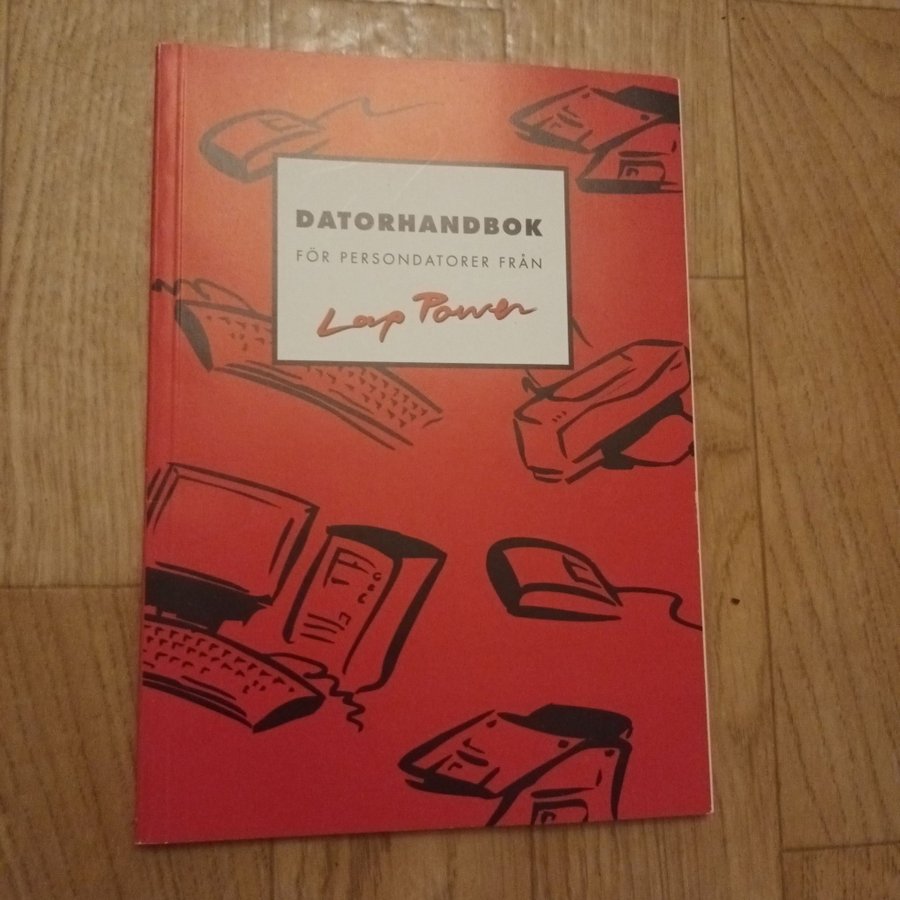 DATORHANDBOK
FÖR PERSONDATORER FRÅN
Lap Power